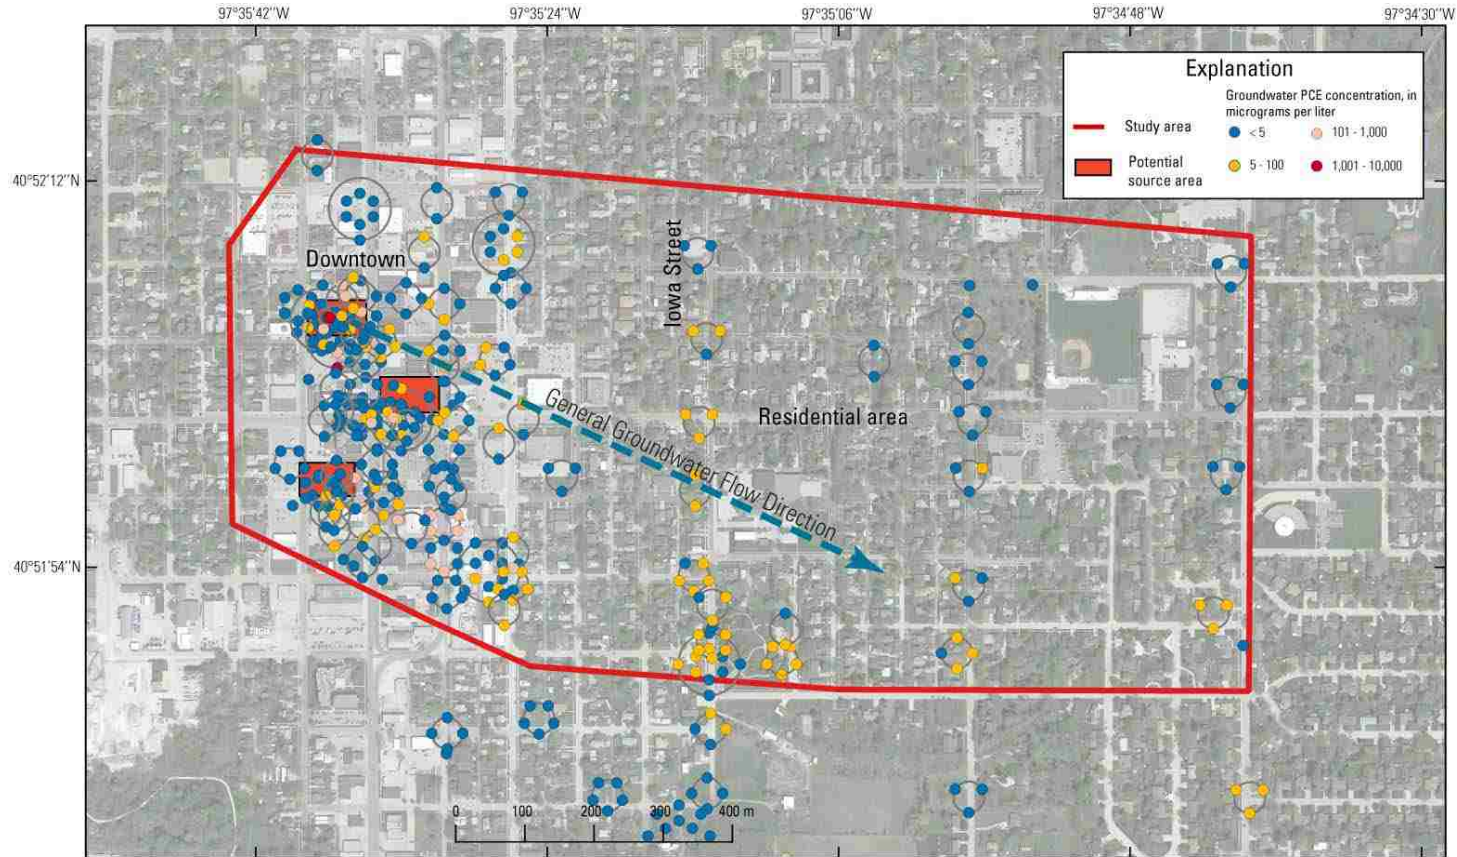 97°35'42''W 97°35'24''W 97°35'06''W 97°34'48''W 97°34'30''W
Explanation
Groundwater PCE concentration, in
micrograms per liter
Study area
< 5 101 - 1,000
Potential
source area
5 - 100 1,001 - 10,000
40°52'12''N
Downtown
Iowa Street
General Groundwater Flow Direction
Residential area
40°51'54''N
0 100 200 300 400 m